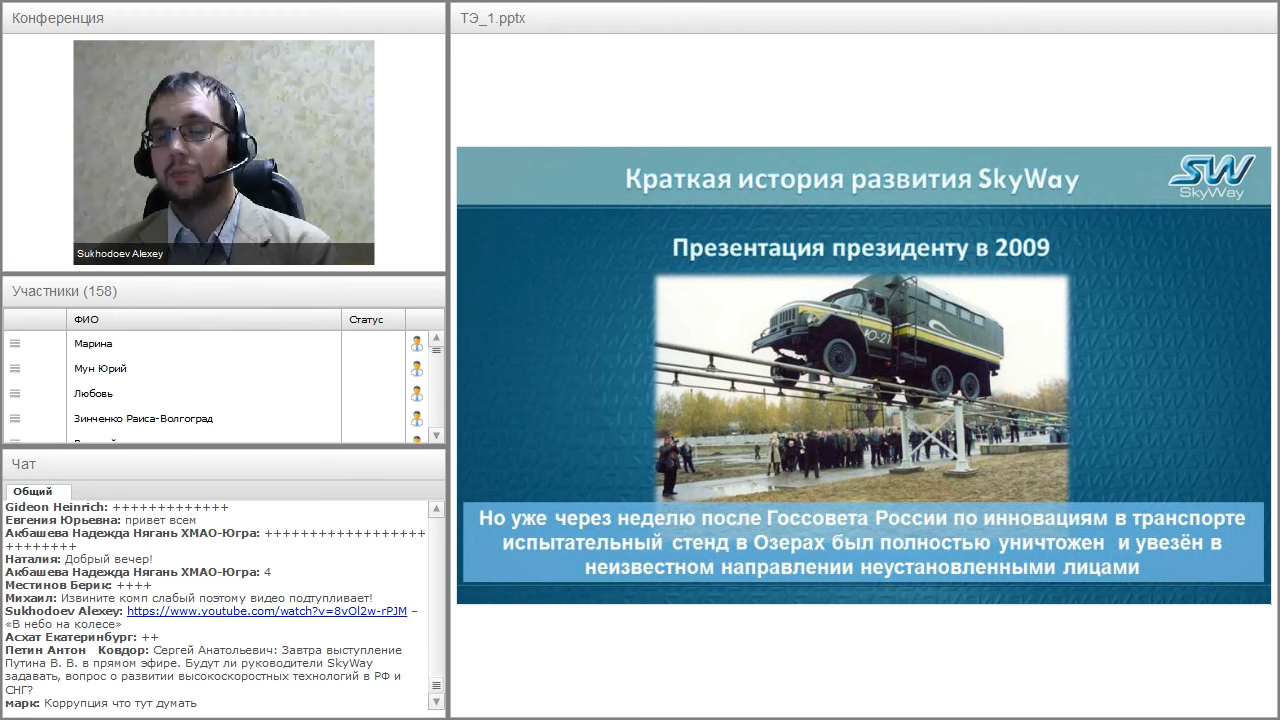 Конференция
Sukhodoev Alexey
Участники (158)
ФИО
Статус
Марина
Мун Юрий
Любовь
Зинченко Раиса-Волгоград
Чат
Общий
Gideon Heinrich: +++++++++++++
Евгения Юрьевна: привет всем
Акбашева Надежда Нягань ХМАО-Югра: ++++++++++++++++++
++++++++
Наталия: Добрый вечер!
Акбашева Надежда Нягань ХМАО-Югра: 4
Местинов Берик: ++++
Михаил: Извините комп слабый поэтому видео подтупливает!
Sukhodoev Alexey: https://www.youtube.com/watch?v=8vOl2w-rPJM –
«В небо на колесе»
Асхат Екатеринбург: ++
Петин Антон Ковдор: Сергей Анатольевич: Завтра выступление
Путина В. В. в прямом эфире. Будут ли руководители SkyWay
задавать, вопрос о развитии высокоскоростных технологий в РФ и
СНГ?
марк: Коррупция что тут думать
ТЭ_1.pptx
Краткая история развития SkyWay
SW
SkyWay
Презентация президенту в 2009
Ю-21
Но уже через неделю после Госсовета России по инновациям в транспорте
испытательный стенд в Озерах был полностью уничтожен и увезён в
неизвестном направлении неустановленными лицами